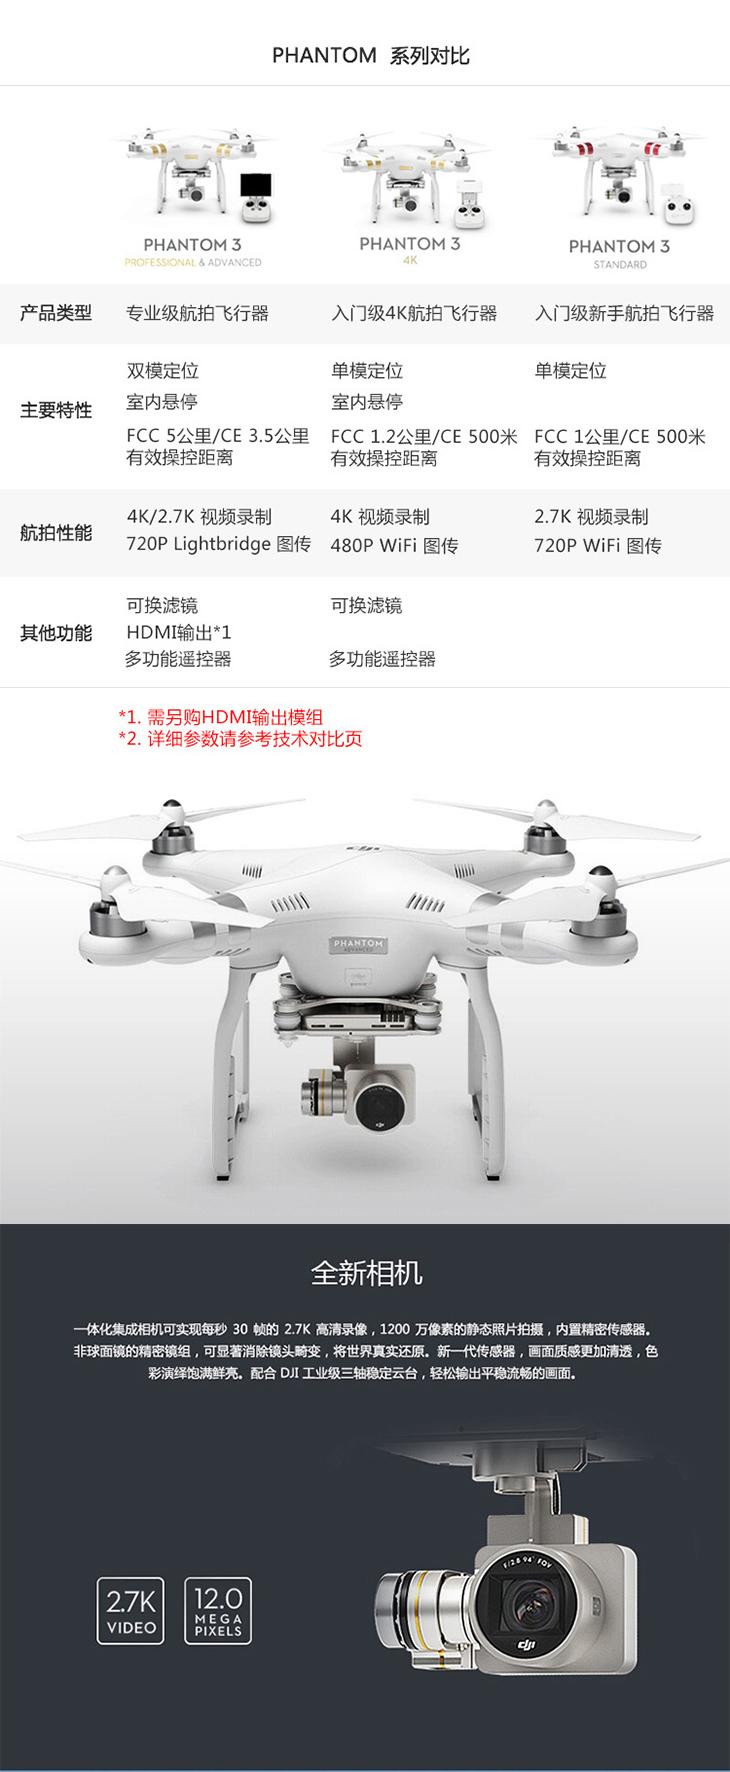 PHANTOM 系列对比
PHANTOM 3
PROFESSIONAL & ADVANCED
PHANTOM 3
4K
PHANTOM 3
STANDARD
产品类型
专业级航拍飞行器
入门级4K航拍飞行器
入门级新手航拍飞行器
主要特性
双模定位
室内悬停
FCC 5公里/CE 3.5公里
有效操控距离
单模定位
室内悬停
FCC 1.2公里/CE 500米
有效操控距离
单模定位
FCC 1公里/CE 500米
有效操控距离
航拍性能
4K/2.7K 视频录制
720P Lightbridge 图传
4K 视频录制
480P WiFi 图传
2.7K 视频录制
720P WiFi 图传
其他功能
可换滤镜
HDMI输出*1
多功能遥控器
可换滤镜
多功能遥控器
*1. 需另购HDMI输出模组
*2. 详细参数请参考技术对比页
dji
PHANTOM
ADVANCED
dji
全新相机
一体化集成相机可实现每秒 30 帧的 2.7K 高清录像，1200 万像素的静态照片拍摄，内置精密传感器。
非球面镜的精密镜组，可显著消除镜头畸变，将世界真实还原。新一代传感器，画面质感更加清透，色
彩演绎饱满鲜亮。配合 DJI 工业级三轴稳定云台，轻松输出平稳流畅的画面。
F/2.8 94° FOV
dji
2.7K
VIDEO
12.0
MEGA
PIXELS